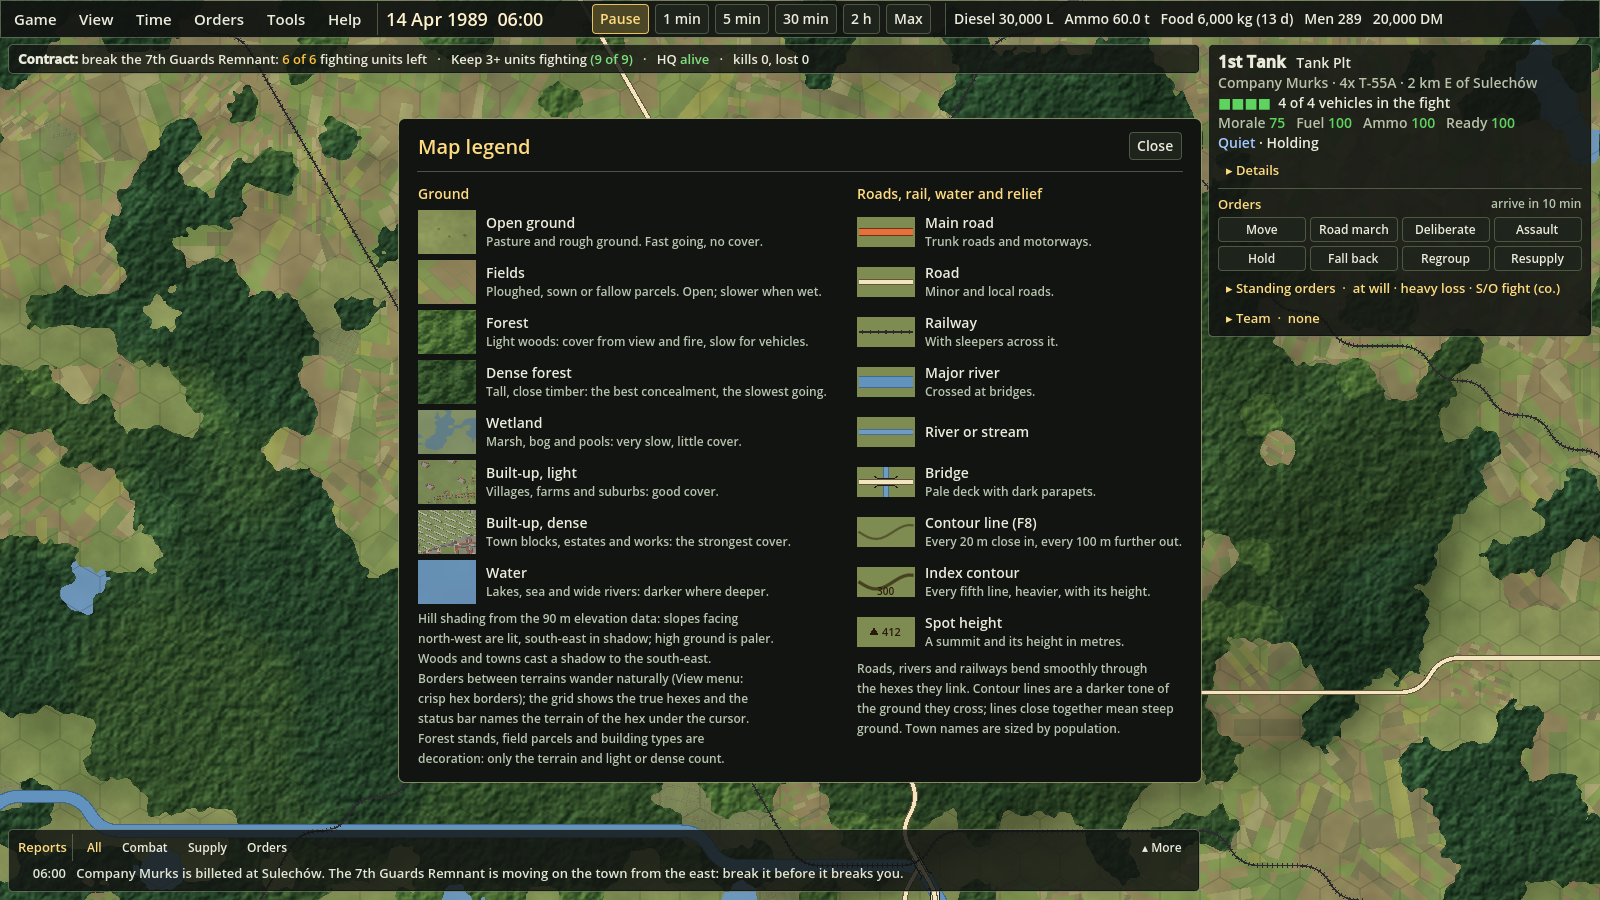 Game View Time Orders Tools Help 14 Apr 1989 06:00 Pause 1 min 5 min 30 min 2 h Max Diesel 30,000 L Ammo 60.0 t Food 6,000 kg (13 d) Men 289 20,000 DM
Contract: break the 7th Guards Remnant: 6 of 6 fighting units left · Keep 3+ units fighting (9 of 9) · HQ alive · kills 0, lost 0
1st Tank Tank Plt
Company Murks · 4x T-55A · 2 km E of Sulechów
4 of 4 vehicles in the fight
Morale 75 Fuel 100 Ammo 100 Ready 100
Quiet · Holding
▸ Details
Orders arrive in 10 min
Move Road march Deliberate Assault
Hold Fall back Regroup Resupply
▸ Standing orders · at will · heavy loss · S/O fight (co.)
▸ Team · none
Map legend Close
Ground
Open ground
Pasture and rough ground. Fast going, no cover.
Fields
Ploughed, sown or fallow parcels. Open; slower when wet.
Forest
Light woods: cover from view and fire, slow for vehicles.
Dense forest
Tall, close timber: the best concealment, the slowest going.
Wetland
Marsh, bog and pools: very slow, little cover.
Built-up, light
Villages, farms and suburbs: good cover.
Built-up, dense
Town blocks, estates and works: the strongest cover.
Water
Lakes, sea and wide rivers: darker where deeper.
Hill shading from the 90 m elevation data: slopes facing
north-west are lit, south-east in shadow; high ground is paler.
Woods and towns cast a shadow to the south-east.
Borders between terrains wander naturally (View menu:
crisp hex borders); the grid shows the true hexes and the
status bar names the terrain of the hex under the cursor.
Forest stands, field parcels and building types are
decoration: only the terrain and light or dense count.
Roads, rail, water and relief
Main road
Trunk roads and motorways.
Road
Minor and local roads.
Railway
With sleepers across it.
Major river
Crossed at bridges.
River or stream
Bridge
Pale deck with dark parapets.
Contour line (F8)
Every 20 m close in, every 100 m further out.
300
Index contour
Every fifth line, heavier, with its height.
▲ 412
Spot height
A summit and its height in metres.
Roads, rivers and railways bend smoothly through
the hexes they link. Contour lines are a darker tone of
the ground they cross; lines close together mean steep
ground. Town names are sized by population.
Reports All Combat Supply Orders ▴ More
06:00 Company Murks is billeted at Sulechów. The 7th Guards Remnant is moving on the town from the east: break it before it breaks you.